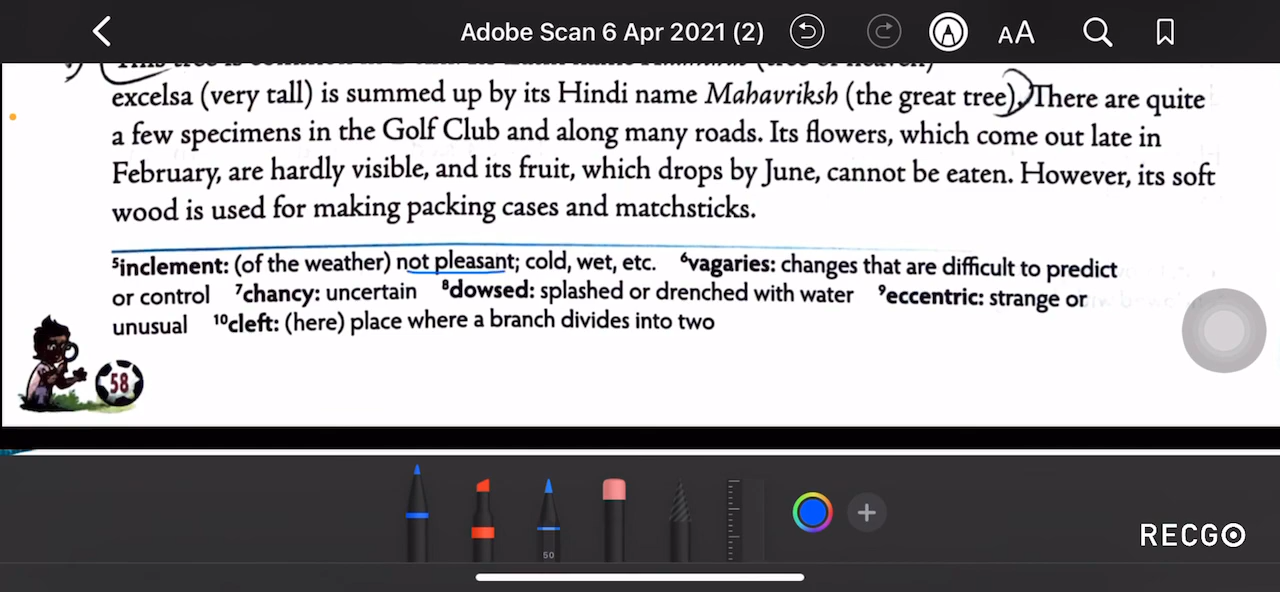 Adobe Scan 6 Apr 2021 (2)
AA
excelsa (very tall) is summed up by its Hindi name Mahavriksh (the great tree). There are quite
a few specimens in the Golf Club and along many roads. Its flowers, which come out late in
February, are hardly visible, and its fruit, which drops by June, cannot be eaten. However, its soft
wood is used for making packing cases and matchsticks.
⁵inclement: (of the weather) not pleasant; cold, wet, etc. ⁶vagaries: changes that are difficult to predict
or control ⁷chancy: uncertain ⁸dowsed: splashed or drenched with water ⁹eccentric: strange or
unusual ¹⁰cleft: (here) place where a branch divides into two
58
50
RECGO